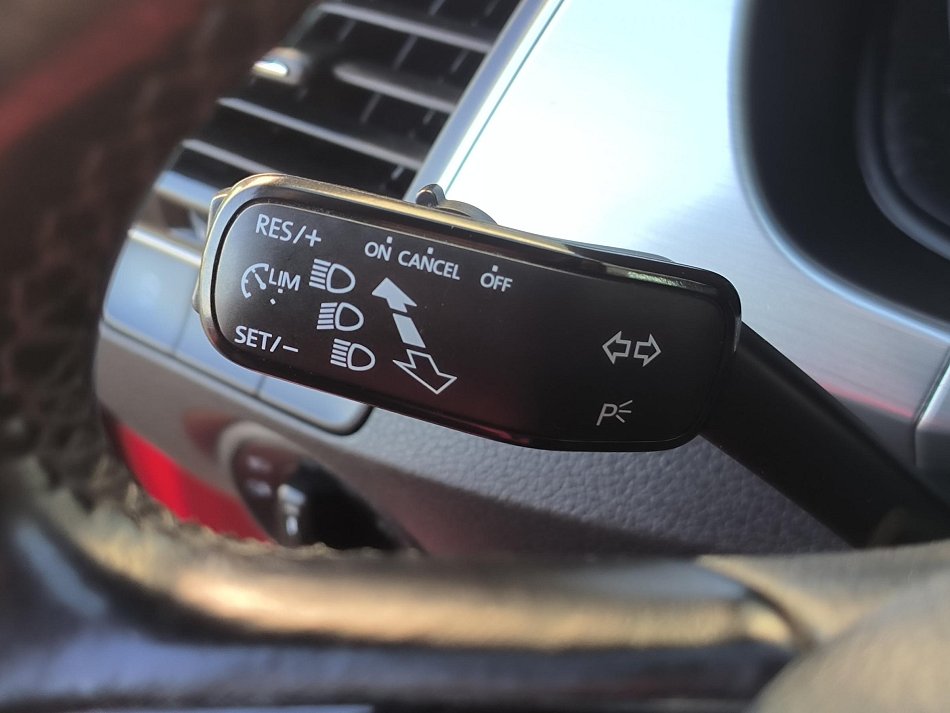 RES/+
ON CANCEL OFF
LIM
SET/−
P